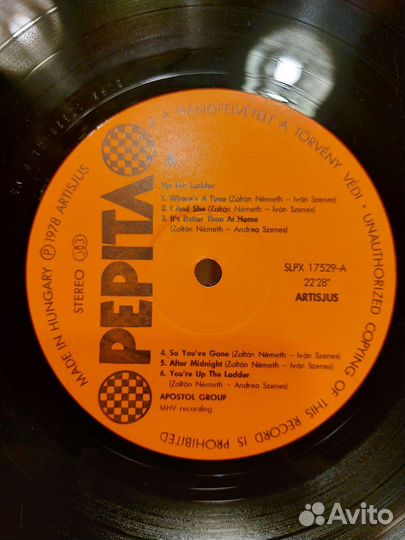 A HANGFELVÉTELT A TÖRVÉNY VÉDI • UNAUTHORIZED COPYING OF THIS RECORD IS PROHIBITED
MADE IN HUNGARY Ⓟ 1978 ARTISJUS
STEREO 33
PEPITA
Up The Ladder
1. Where's A Tune (Zoltán Németh – Iván Szenes)
2. I And She (Zoltán Németh – Iván Szenes)
3. It's Better Than At Home
(Zoltán Németh – Andrea Szenes)
SLPX 17529-A
22'28"
ARTISJUS
4. So You've Gone (Zoltán Németh – Iván Szenes)
5. After Midnight (Zoltán Németh – Iván Szenes)
6. You're Up The Ladder
(Zoltán Németh – Andrea Szenes)
APOSTOL GROUP
MHV recording
Avito